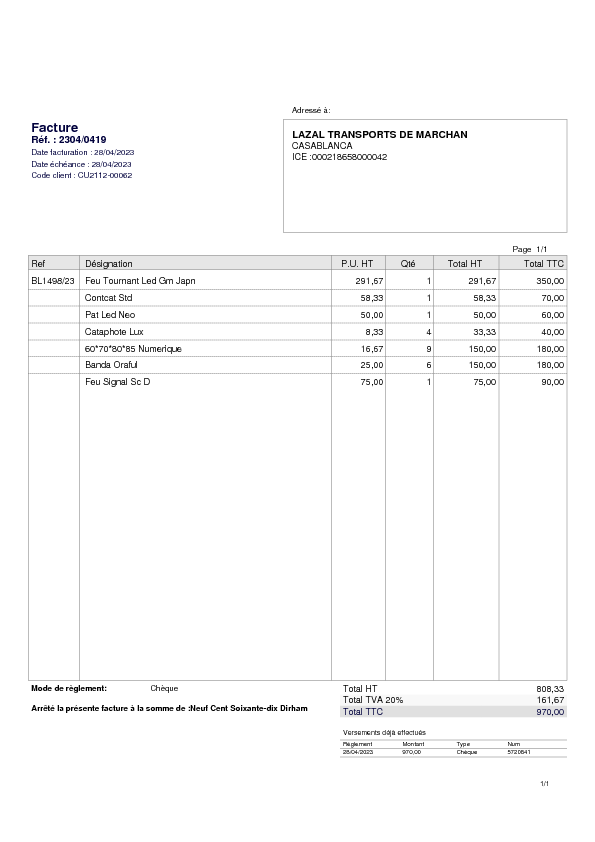 Adressé à:
Facture
Réf. : 2304/0419
Date facturation : 28/04/2023
Date échéance : 28/04/2023
Code client : CU2112-00062
LAZAL TRANSPORTS DE MARCHAN
CASABLANCA
ICE :000218658000042
Page 1/1
Ref Désignation P.U. HT Qté Total HT Total TTC
BL1498/23 Feu Tournant Led Gm Japn 291,67 1 291,67 350,00
Contcat Std 58,33 1 58,33 70,00
Pat Led Neo 50,00 1 50,00 60,00
Cataphote Lux 8,33 4 33,33 40,00
60*70*80*85 Numerique 16,67 9 150,00 180,00
Banda Oraful 25,00 6 150,00 180,00
Feu Signal Sc D 75,00 1 75,00 90,00
Mode de règlement: Chèque
Arrêté la présente facture à la somme de :Neuf Cent Soixante-dix Dirham
Total HT 808,33
Total TVA 20% 161,67
Total TTC 970,00
Versements déjà effectués
Règlement Montant Type Num
28/04/2023 970,00 Chèque 5720641
1/1